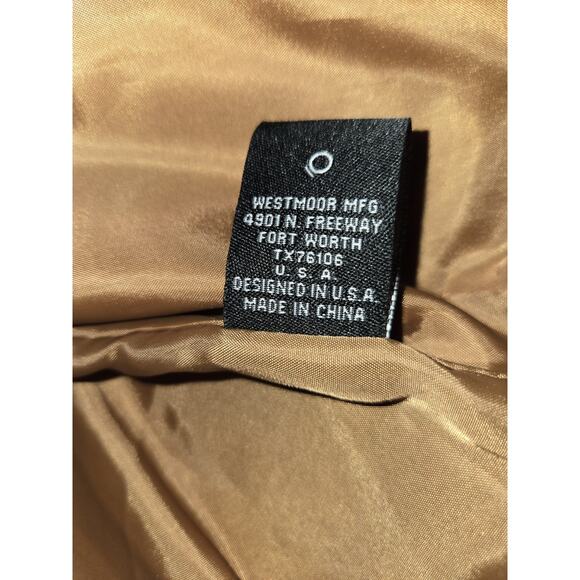 WESTMOOR MFG
4901 N. FREEWAY
FORT WORTH
TX76106
U. S. A.
DESIGNED IN U.S.A.
MADE IN CHINA